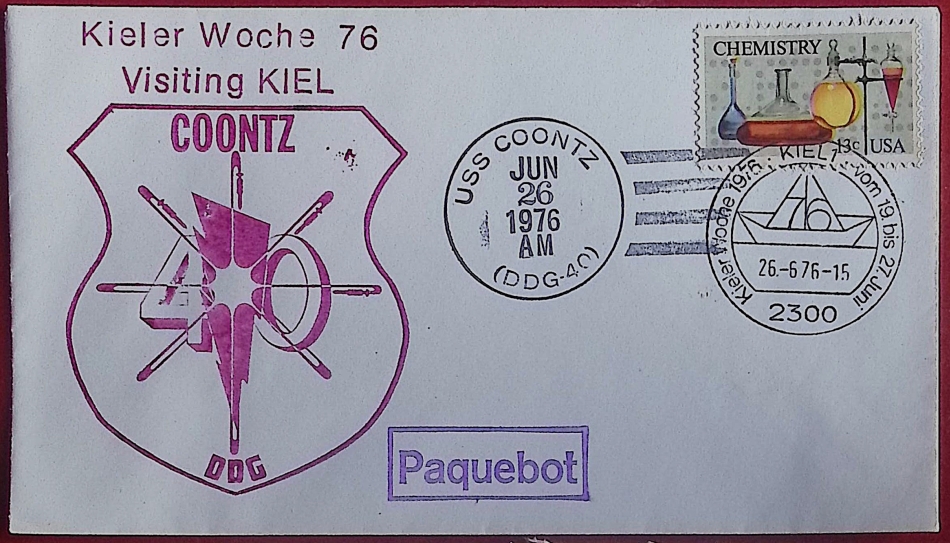 Kieler Woche 76
Visiting KIEL
COONTZ
40
DDG
USS COONTZ
JUN
26
1976
AM
(DDG-40)
CHEMISTRY
13c USA
Kieler Woche 1976 · KIEL 1 · vom 19. bis 27. Juni
76
26.-6 76-15
2300
Paquebot